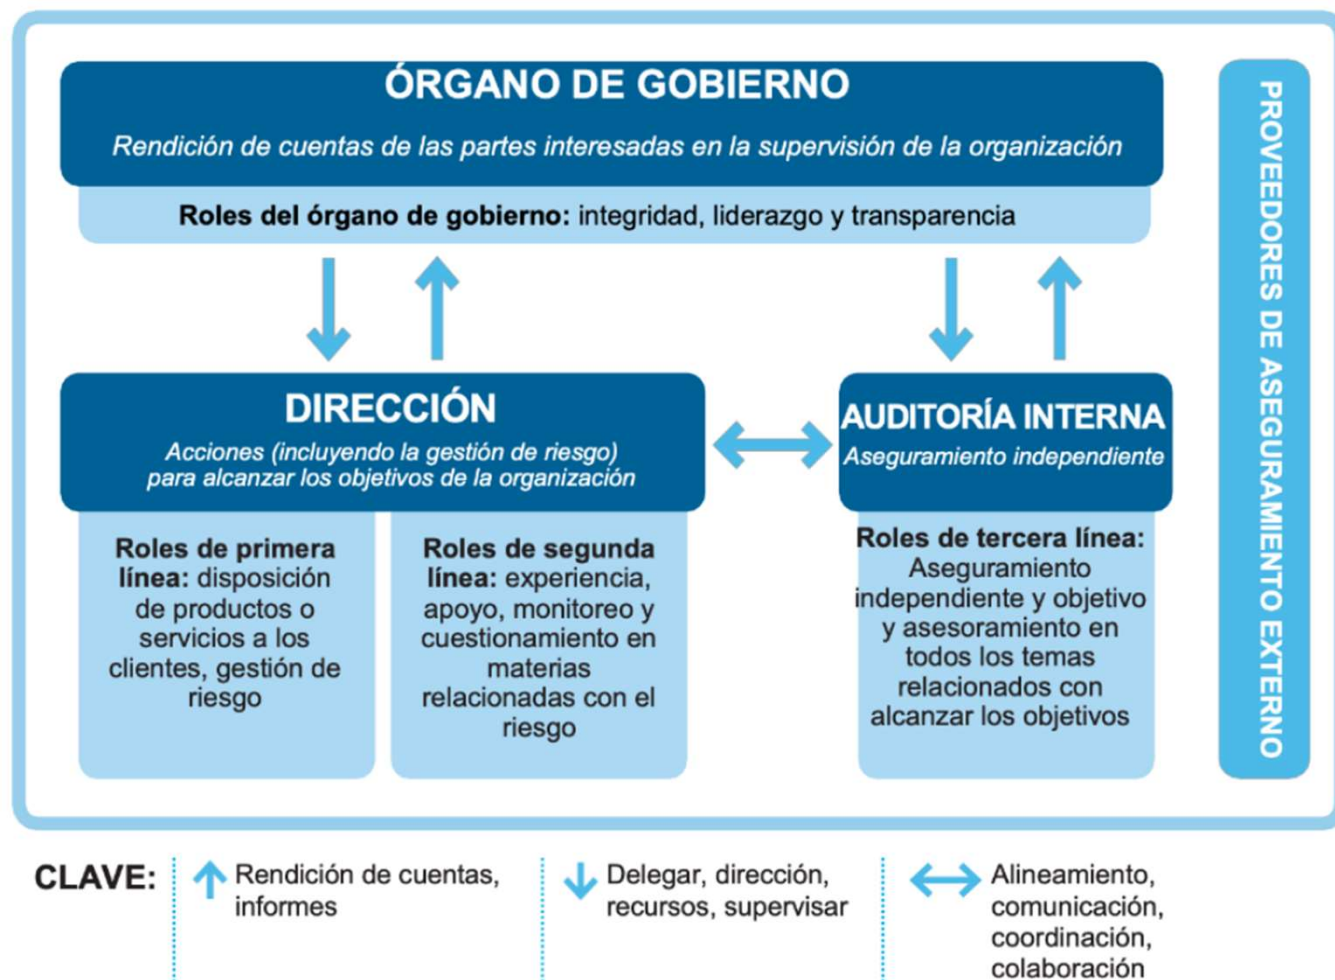 ÓRGANO DE GOBIERNO
Rendición de cuentas de las partes interesadas en la supervisión de la organización
Roles del órgano de gobierno: integridad, liderazgo y transparencia
DIRECCIÓN
Acciones (incluyendo la gestión de riesgo)
para alcanzar los objetivos de la organización
Roles de primera
línea: disposición
de productos o
servicios a los
clientes, gestión de
riesgo
Roles de segunda
línea: experiencia,
apoyo, monitoreo y
cuestionamiento en
materias
relacionadas con el
riesgo
AUDITORÍA INTERNA
Aseguramiento independiente
Roles de tercera línea:
Aseguramiento
independiente y objetivo
y asesoramiento en
todos los temas
relacionados con
alcanzar los objetivos
PROVEEDORES DE ASEGURAMIENTO EXTERNO
CLAVE:
Rendición de cuentas,
informes
Delegar, dirección,
recursos, supervisar
Alineamiento,
comunicación,
coordinación,
colaboración